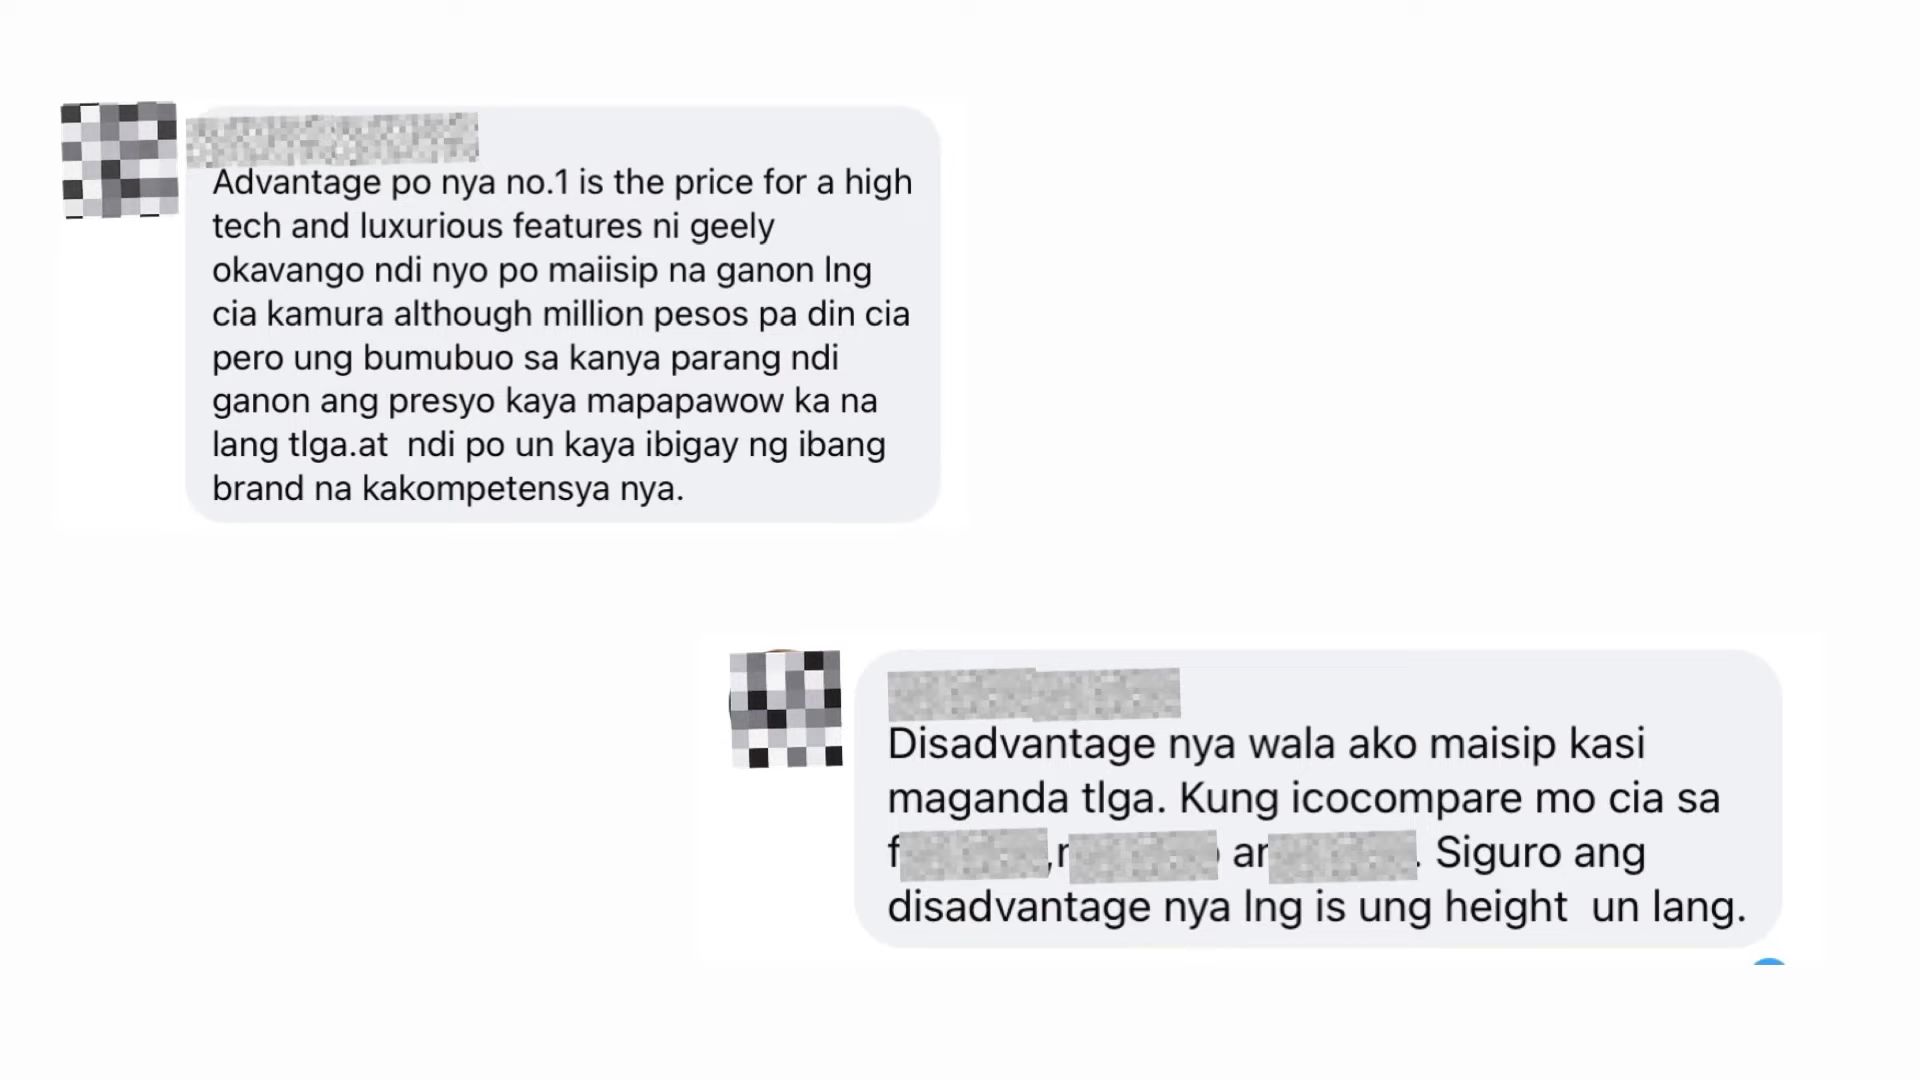 Advantage po nya no.1 is the price for a high
tech and luxurious features ni geely
okavango ndi nyo po maiisip na ganon lng
cia kamura although million pesos pa din cia
pero ung bumubuo sa kanya parang ndi
ganon ang presyo kaya mapapawow ka na
lang tlga.at  ndi po un kaya ibigay ng ibang
brand na kakompetensya nya.
Disadvantage nya wala ako maisip kasi
maganda tlga. Kung icocompare mo cia sa
. Siguro ang
disadvantage nya lng is ung height  un lang.